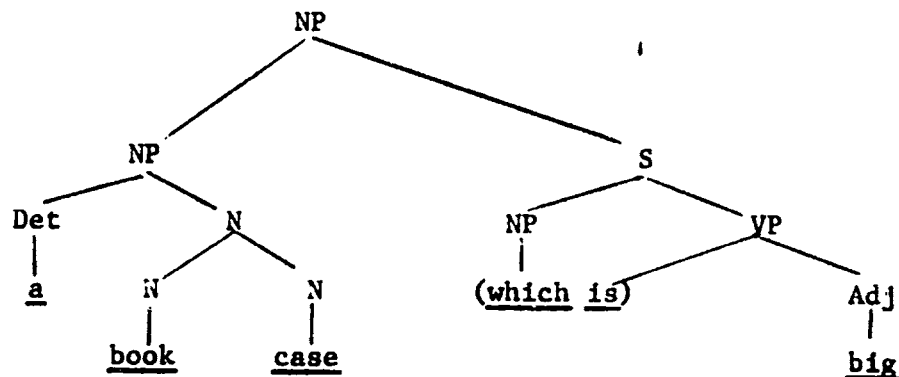 NP
NP S
Det N NP VP
a N N (which is) Adj
book case big